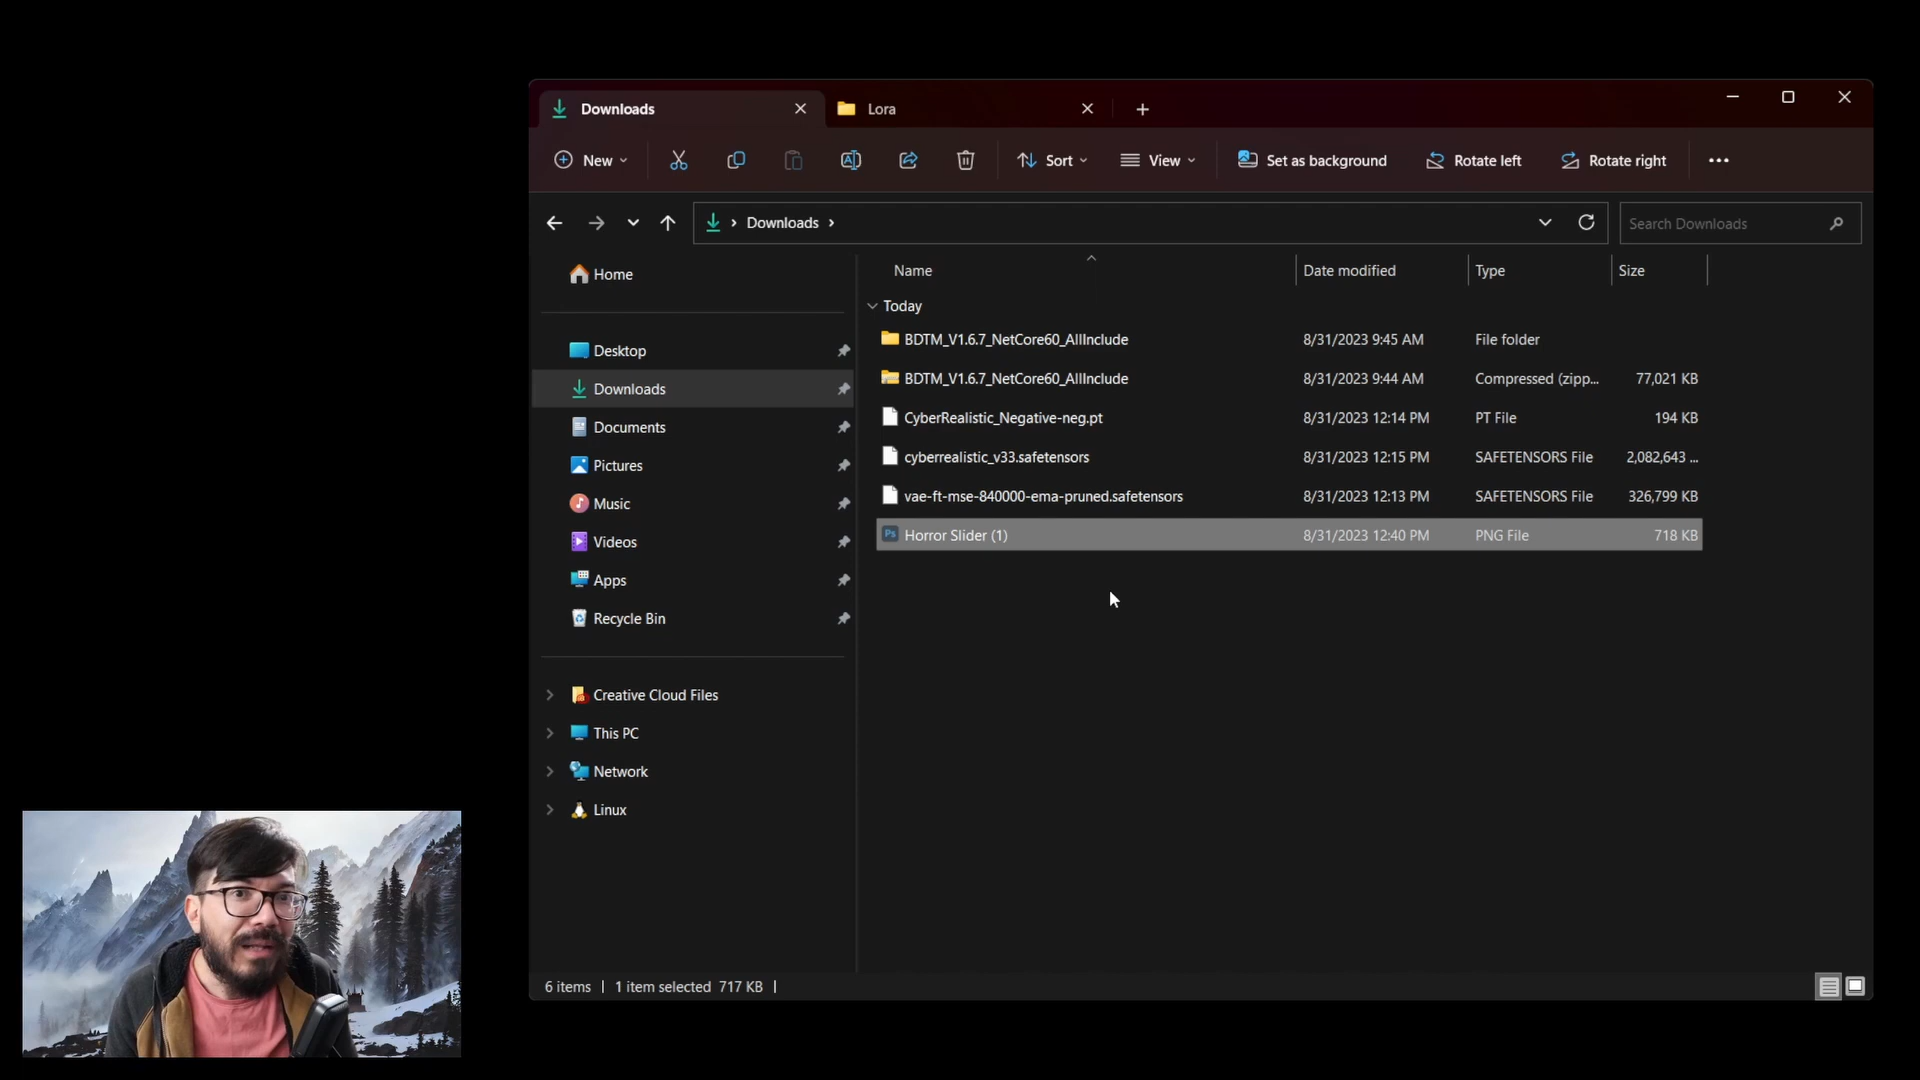 Downloads
Lora
New
Sort
View
Set as background
Rotate left
Rotate right
Downloads
Search Downloads
Home
Desktop
Downloads
Documents
Pictures
Music
Videos
Apps
Recycle Bin
Creative Cloud Files
This PC
Network
Linux
Name Date modified Type Size
Today
BDTM_V1.6.7_NetCore60_AllInclude 8/31/2023 9:45 AM File folder
BDTM_V1.6.7_NetCore60_AllInclude 8/31/2023 9:44 AM Compressed (zipp... 77,021 KB
CyberRealistic_Negative-neg.pt 8/31/2023 12:14 PM PT File 194 KB
cyberrealistic_v33.safetensors 8/31/2023 12:15 PM SAFETENSORS File 2,082,643 ...
vae-ft-mse-840000-ema-pruned.safetensors 8/31/2023 12:13 PM SAFETENSORS File 326,799 KB
Ps Horror Slider (1) 8/31/2023 12:40 PM PNG File 718 KB
6 items 1 item selected 717 KB